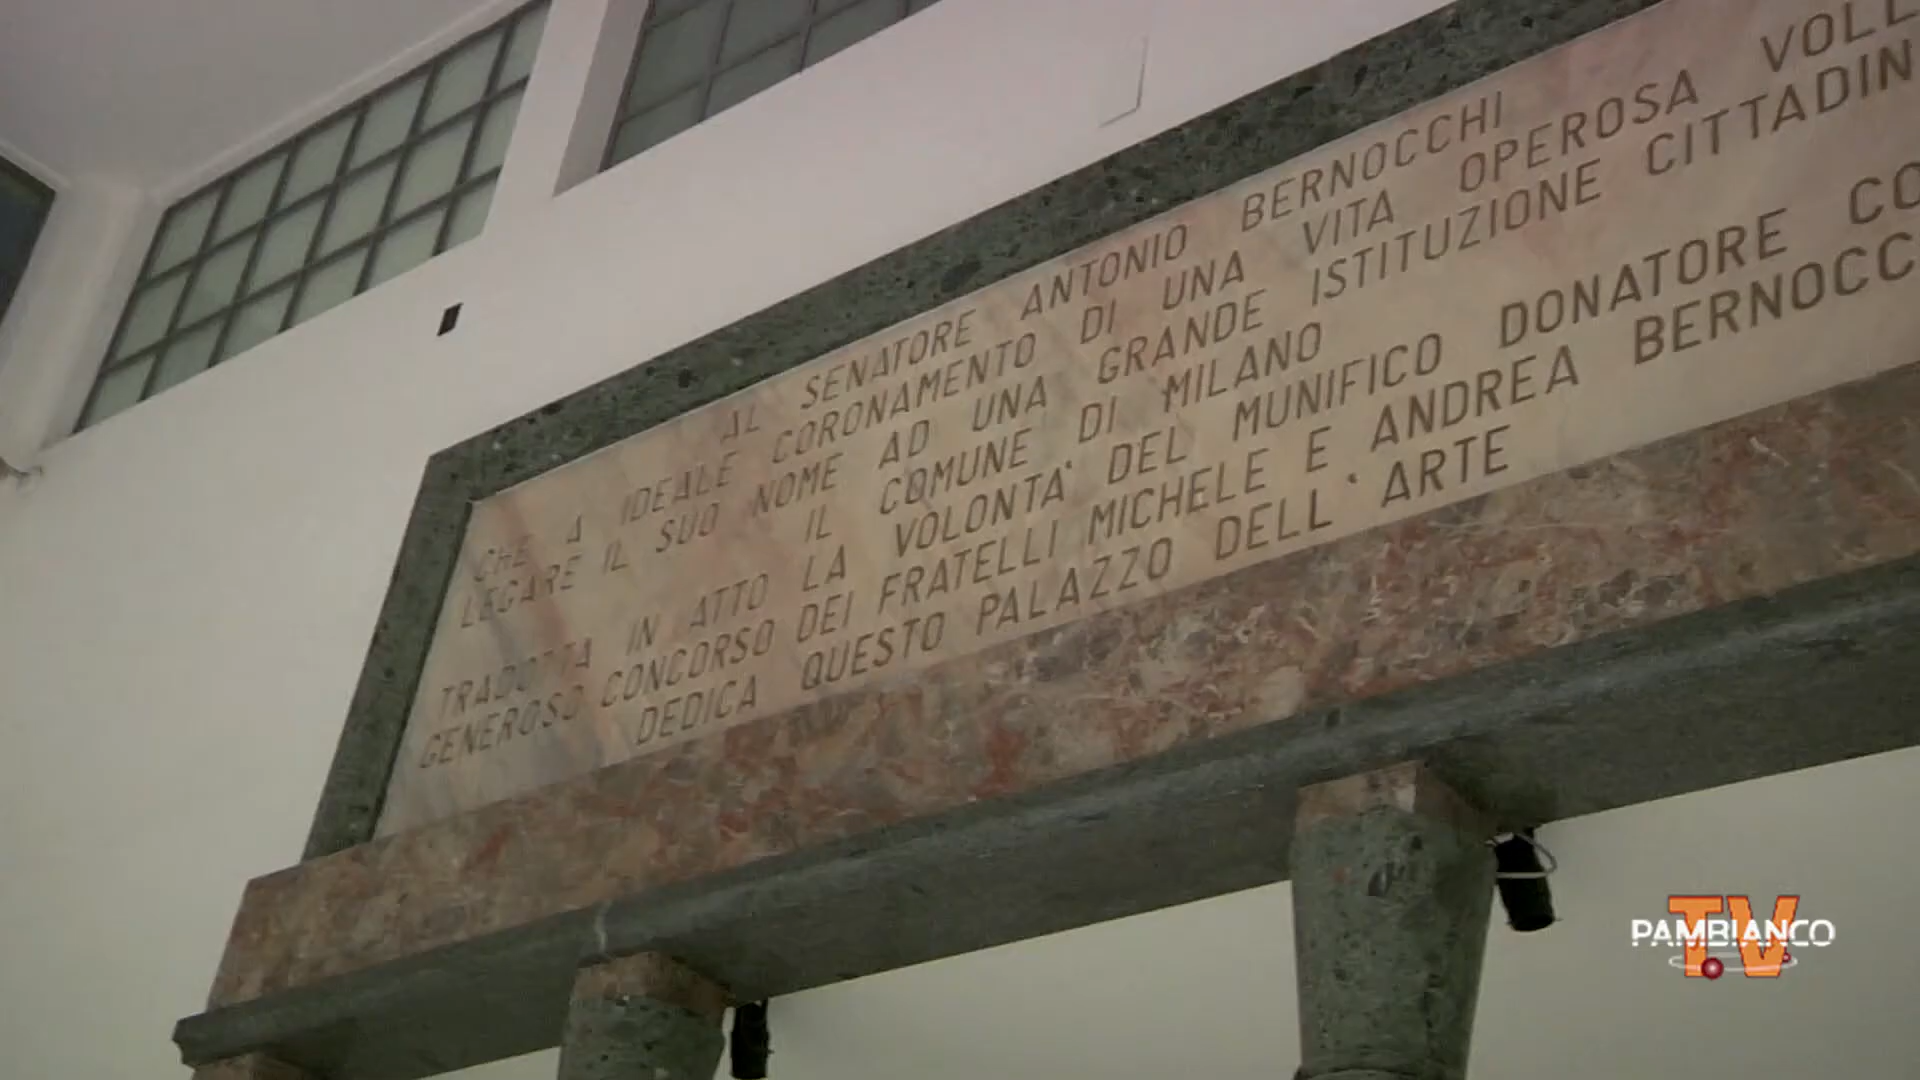 AL SENATORE ANTONIO BERNOCCHI
CHE A IDEALE CORONAMENTO DI UNA VITA OPEROSA VOLL
LEGARE IL SUO NOME AD UNA GRANDE ISTITUZIONE CITTADIN
IL COMUNE DI MILANO
TRADOTTA IN ATTO LA VOLONTA' DEL MUNIFICO DONATORE CO
GENEROSO CONCORSO DEI FRATELLI MICHELE E ANDREA BERNOCC
DEDICA QUESTO PALAZZO DELL' ARTE
PAMBIANCO
TV